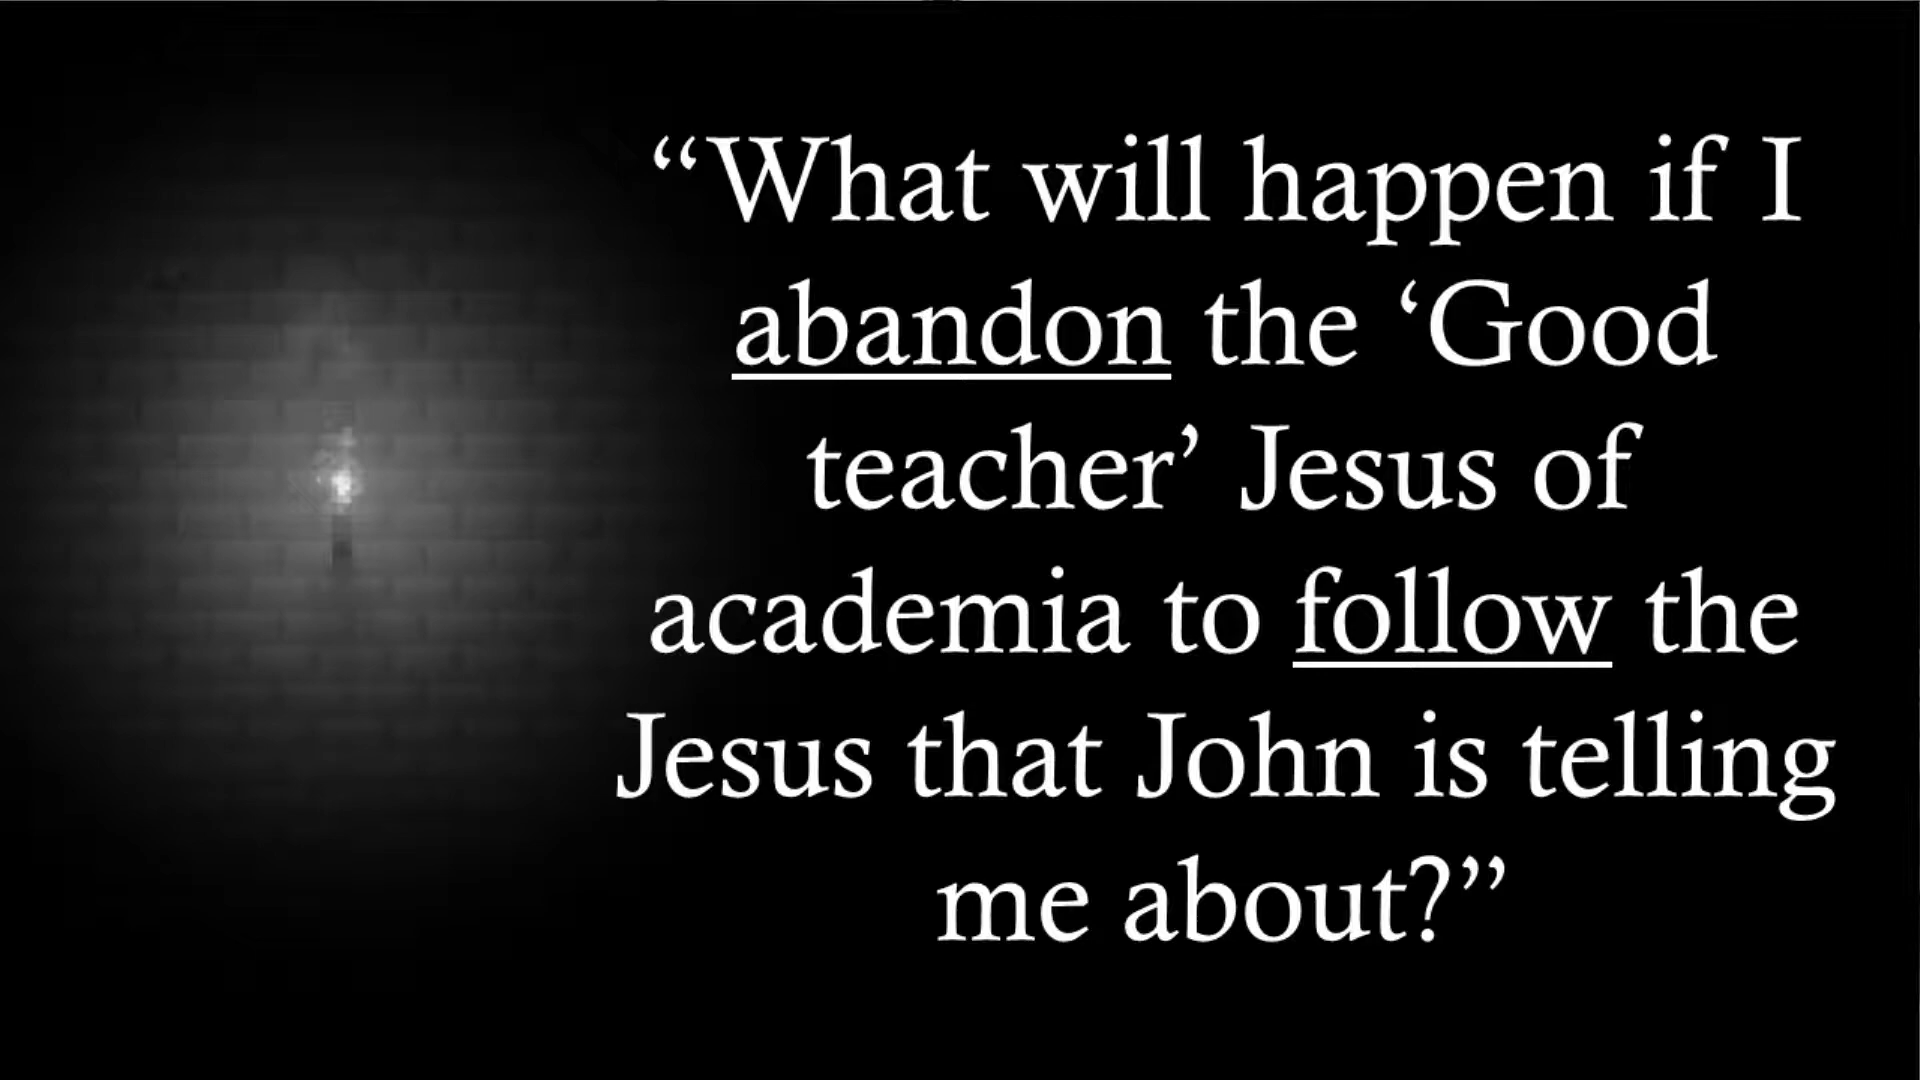 “What will happen if I
abandon the ‘Good
teacher’ Jesus of
academia to follow the
Jesus that John is telling
me about?”